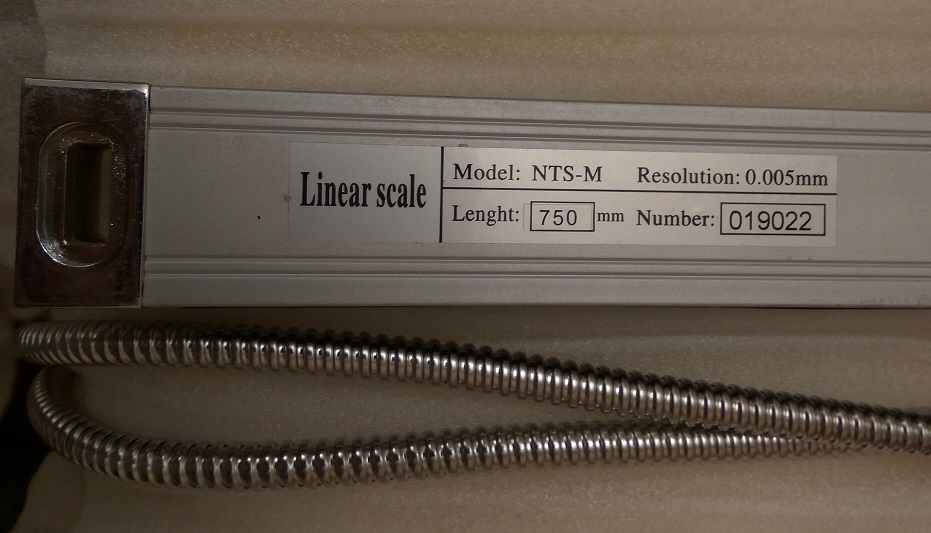 Linear scale
Model: NTS-M Resolution: 0.005mm
Lenght: 750 mm Number: 019022